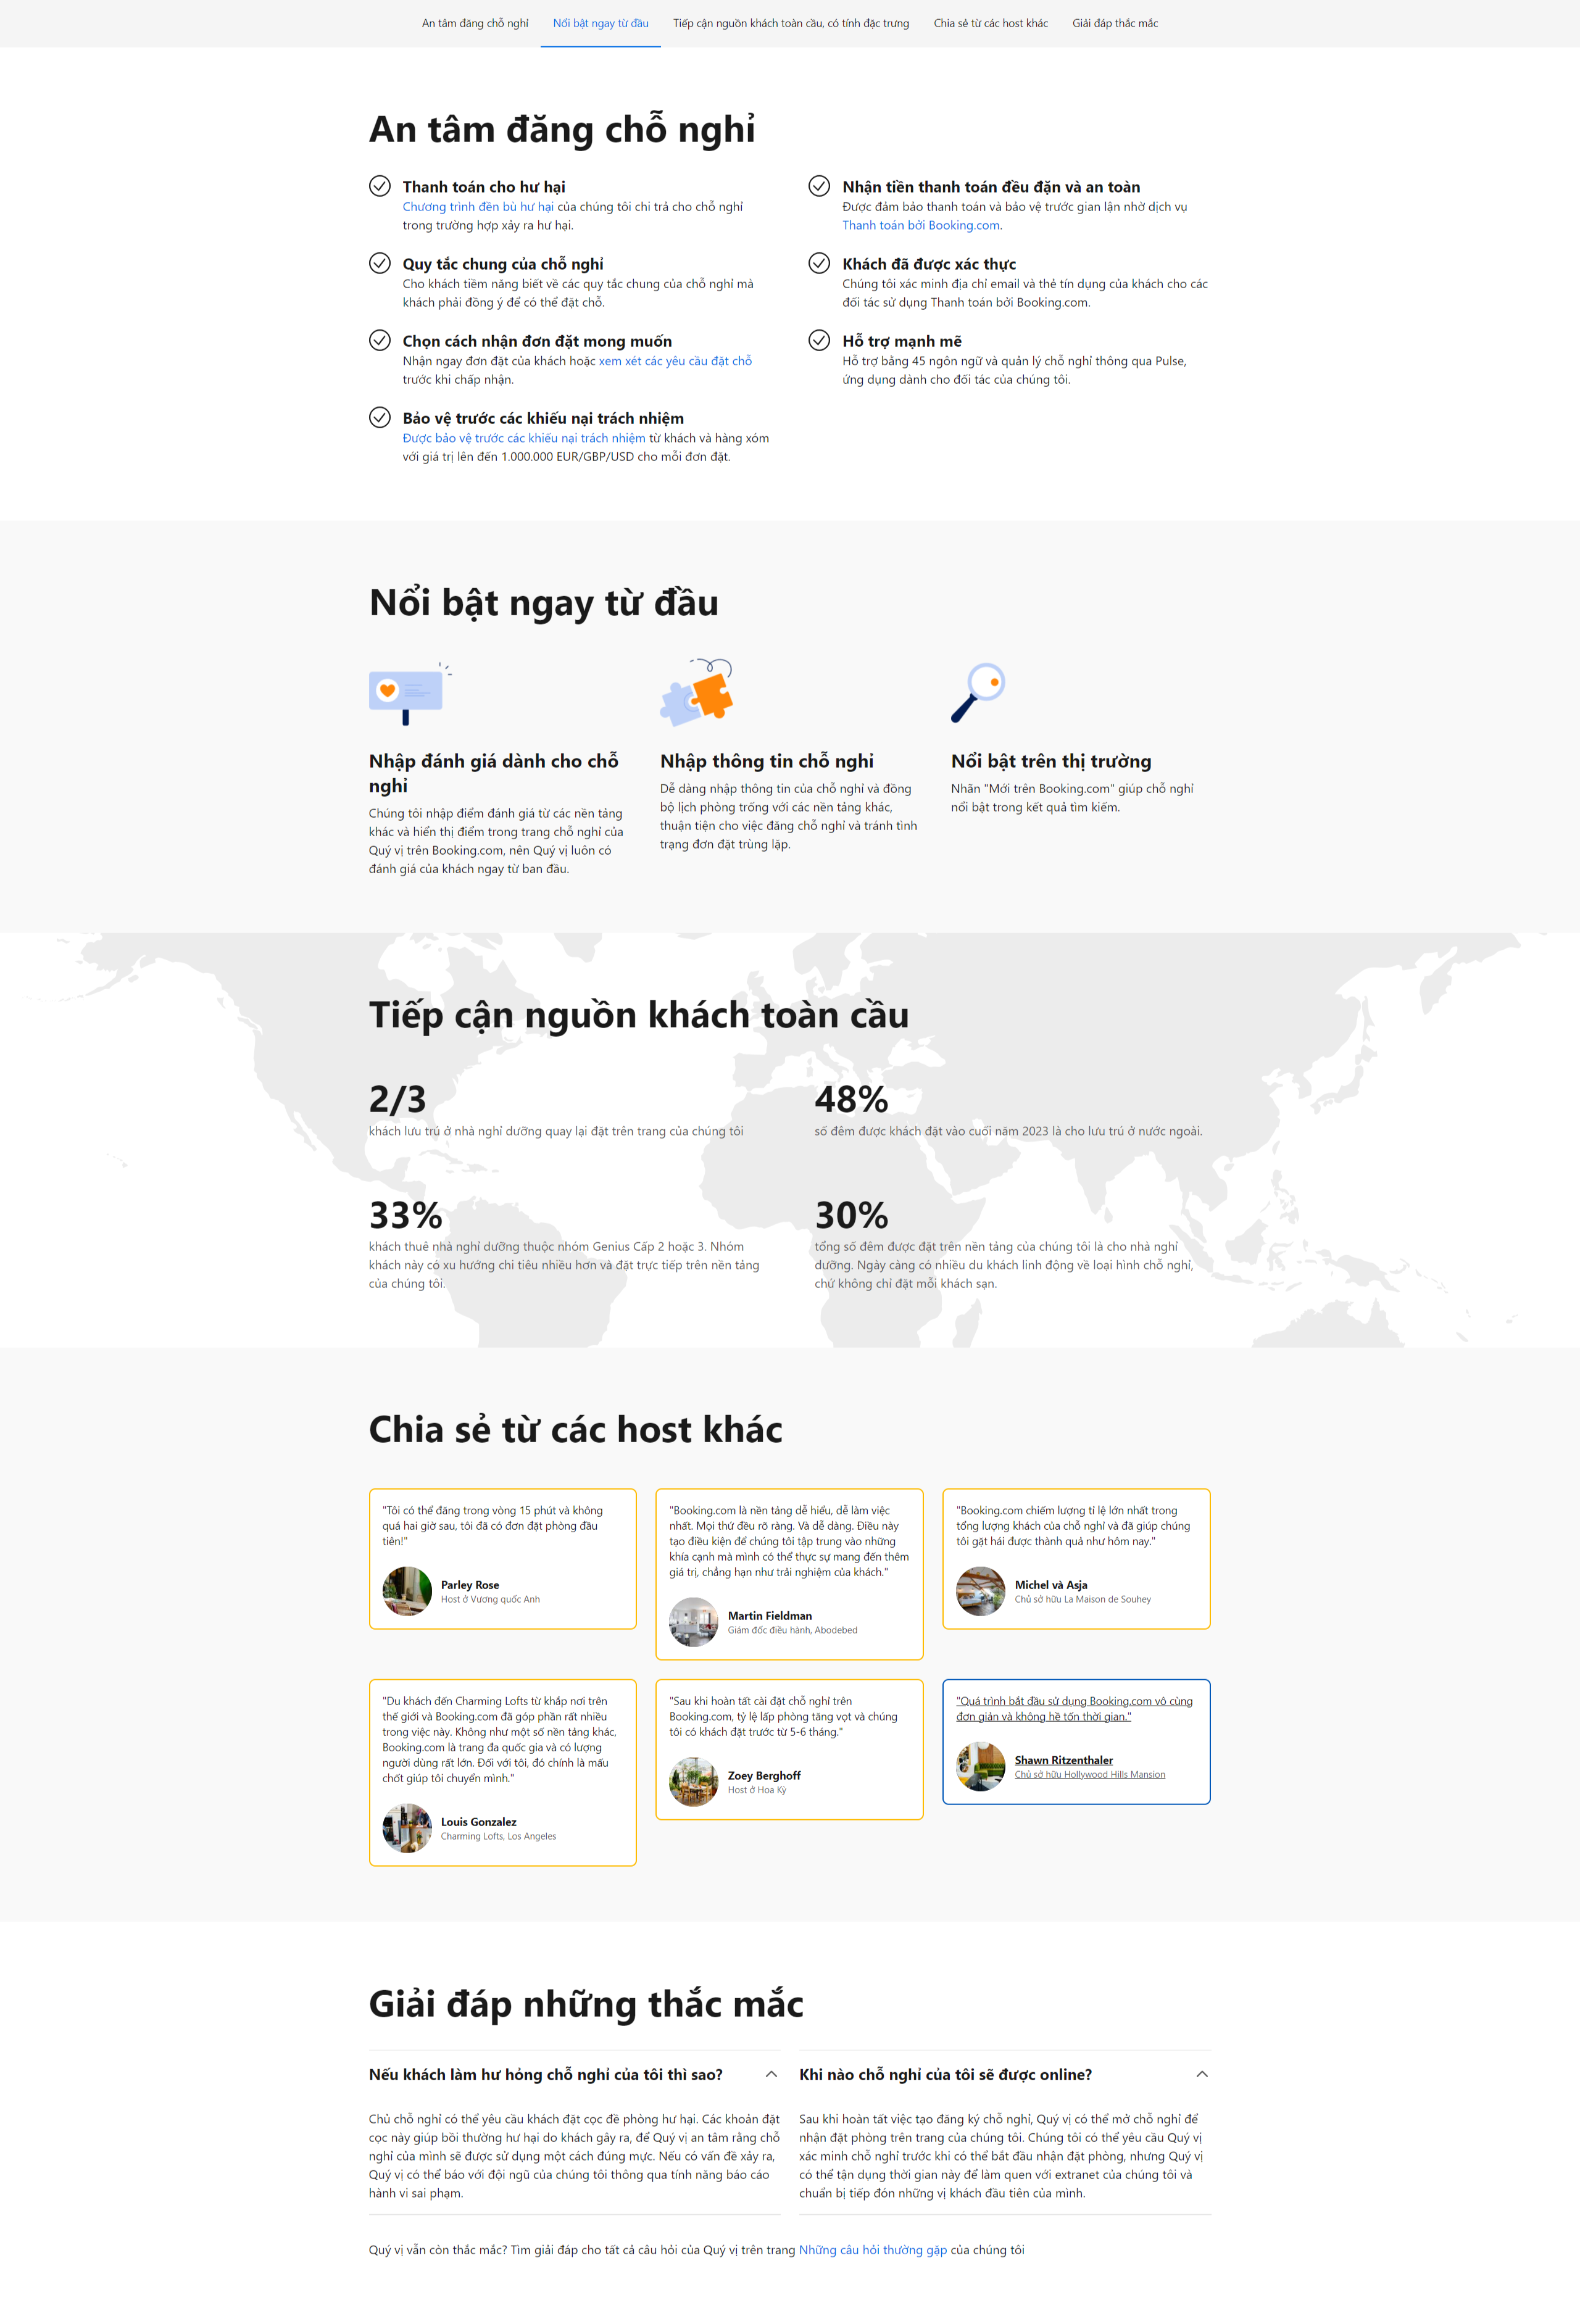 An tâm đăng chỗ nghỉ
Nổi bật ngay từ đầu
Tiếp cận nguồn khách toàn cầu, có tính đặc trưng
Chia sẻ từ các host khác
Giải đáp thắc mắc
An tâm đăng chỗ nghỉ
Thanh toán cho hư hại
Chương trình đền bù hư hại của chúng tôi chi trả cho chỗ nghỉ
trong trường hợp xảy ra hư hại.
Nhận tiền thanh toán đều đặn và an toàn
Được đảm bảo thanh toán và bảo vệ trước gian lận nhờ dịch vụ
Thanh toán bởi Booking.com.
Quy tắc chung của chỗ nghỉ
Cho khách tiềm năng biết về các quy tắc chung của chỗ nghỉ mà
khách phải đồng ý để có thể đặt chỗ.
Khách đã được xác thực
Chúng tôi xác minh địa chỉ email và thẻ tín dụng của khách cho các
đối tác sử dụng Thanh toán bởi Booking.com.
Chọn cách nhận đơn đặt mong muốn
Nhận ngay đơn đặt của khách hoặc xem xét các yêu cầu đặt chỗ
trước khi chấp nhận.
Hỗ trợ mạnh mẽ
Hỗ trợ bằng 45 ngôn ngữ và quản lý chỗ nghỉ thông qua Pulse,
ứng dụng dành cho đối tác của chúng tôi.
Bảo vệ trước các khiếu nại trách nhiệm
Được bảo vệ trước các khiếu nại trách nhiệm từ khách và hàng xóm
với giá trị lên đến 1.000.000 EUR/GBP/USD cho mỗi đơn đặt.
Nổi bật ngay từ đầu
Nhập đánh giá dành cho chỗ
nghỉ
Chúng tôi nhập điểm đánh giá từ các nền tảng
khác và hiển thị điểm trong trang chỗ nghỉ của
Quý vị trên Booking.com, nên Quý vị luôn có
đánh giá của khách ngay từ ban đầu.
Nhập thông tin chỗ nghỉ
Dễ dàng nhập thông tin của chỗ nghỉ và đồng
bộ lịch phòng trống với các nền tảng khác,
thuận tiện cho việc đăng chỗ nghỉ và tránh tình
trạng đơn đặt trùng lặp.
Nổi bật trên thị trường
Nhãn "Mới trên Booking.com" giúp chỗ nghỉ
nổi bật trong kết quả tìm kiếm.
Tiếp cận nguồn khách toàn cầu
2/3
khách lưu trú ở nhà nghỉ dưỡng quay lại đặt trên trang của chúng tôi
48%
số đêm được khách đặt vào cuối năm 2023 là cho lưu trú ở nước ngoài.
33%
khách thuê nhà nghỉ dưỡng thuộc nhóm Genius Cấp 2 hoặc 3. Nhóm
khách này có xu hướng chi tiêu nhiều hơn và đặt trực tiếp trên nền tảng
của chúng tôi.
30%
tổng số đêm được đặt trên nền tảng của chúng tôi là cho nhà nghỉ
dưỡng. Ngày càng có nhiều du khách linh động về loại hình chỗ nghỉ,
chứ không chỉ đặt mỗi khách sạn.
Chia sẻ từ các host khác
"Tôi có thể đăng trong vòng 15 phút và không
quá hai giờ sau, tôi đã có đơn đặt phòng đầu
tiên!"
Parley Rose
Host ở Vương quốc Anh
"Booking.com là nền tảng dễ hiểu, dễ làm việc
nhất. Mọi thứ đều rõ ràng. Và dễ dàng. Điều này
tạo điều kiện để chúng tôi tập trung vào những
khía cạnh mà mình có thể thực sự mang đến thêm
giá trị, chẳng hạn như trải nghiệm của khách."
Martin Fieldman
Giám đốc điều hành, Abodebed
"Booking.com chiếm lượng tỉ lệ lớn nhất trong
tổng lượng khách của chỗ nghỉ và đã giúp chúng
tôi gặt hái được thành quả như hôm nay."
Michel và Asja
Chủ sở hữu La Maison de Souhey
"Du khách đến Charming Lofts từ khắp nơi trên
thế giới và Booking.com đã góp phần rất nhiều
trong việc này. Không như một số nền tảng khác,
Booking.com là trang đa quốc gia và có lượng
người dùng rất lớn. Đối với tôi, đó chính là mấu
chốt giúp tôi chuyển mình."
Louis Gonzalez
Charming Lofts, Los Angeles
"Sau khi hoàn tất cài đặt chỗ nghỉ trên
Booking.com, tỷ lệ lấp phòng tăng vọt và chúng
tôi có khách đặt trước từ 5-6 tháng."
Zoey Berghoff
Host ở Hoa Kỳ
"Quá trình bắt đầu sử dụng Booking.com vô cùng
đơn giản và không hề tốn thời gian."
Shawn Ritzenthaler
Chủ sở hữu Hollywood Hills Mansion
Giải đáp những thắc mắc
Nếu khách làm hư hỏng chỗ nghỉ của tôi thì sao?
Chủ chỗ nghỉ có thể yêu cầu khách đặt cọc đề phòng hư hại. Các khoản đặt
cọc này giúp bồi thường hư hại do khách gây ra, để Quý vị an tâm rằng chỗ
nghỉ của mình sẽ được sử dụng một cách đúng mực. Nếu có vấn đề xảy ra,
Quý vị có thể báo với đội ngũ của chúng tôi thông qua tính năng báo cáo
hành vi sai phạm.
Khi nào chỗ nghỉ của tôi sẽ được online?
Sau khi hoàn tất việc tạo đăng ký chỗ nghỉ, Quý vị có thể mở chỗ nghỉ để
nhận đặt phòng trên trang của chúng tôi. Chúng tôi có thể yêu cầu Quý vị
xác minh chỗ nghỉ trước khi có thể bắt đầu nhận đặt phòng, nhưng Quý vị
có thể tận dụng thời gian này để làm quen với extranet của chúng tôi và
chuẩn bị tiếp đón những vị khách đầu tiên của mình.
Quý vị vẫn còn thắc mắc? Tìm giải đáp cho tất cả câu hỏi của Quý vị trên trang Những câu hỏi thường gặp của chúng tôi